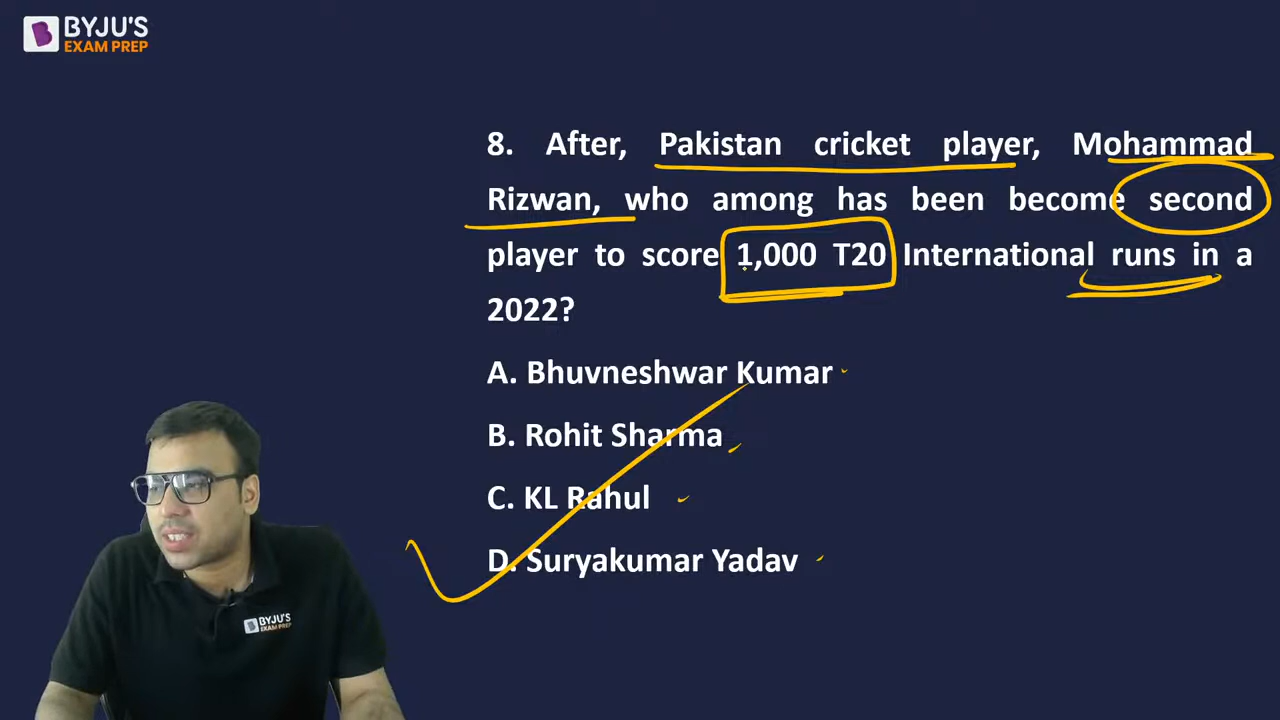 BYJU'S
EXAM PREP
8. After, Pakistan cricket player, Mohammad
Rizwan, who among has been become second
player to score 1,000 T20 International runs in a
2022?
A. Bhuvneshwar Kumar
B. Rohit Sharma
C. KL Rahul
D. Suryakumar Yadav
BYJU'S
EXAM PREP